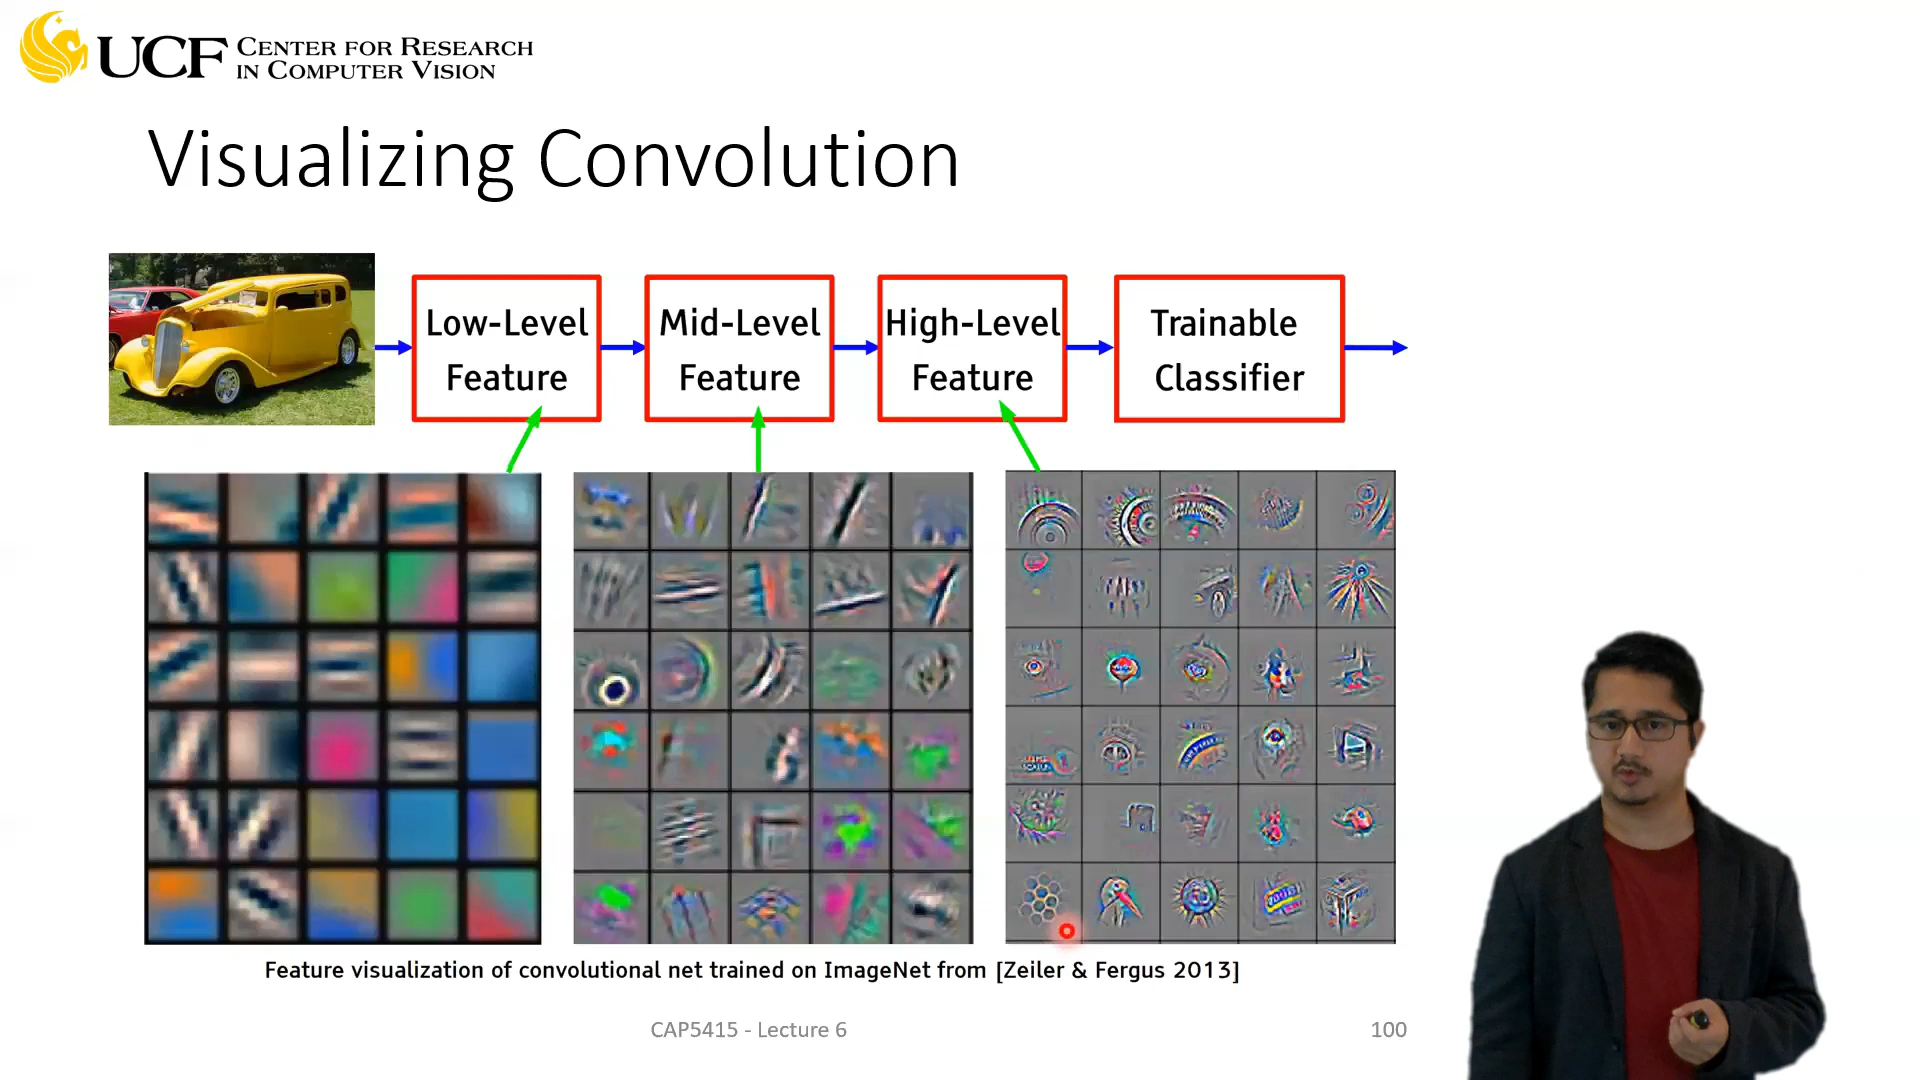 UCF CENTER FOR RESEARCH
IN COMPUTER VISION
Visualizing Convolution
Low-Level
Feature
Mid-Level
Feature
High-Level
Feature
Trainable
Classifier
Feature visualization of convolutional net trained on ImageNet from [Zeiler & Fergus 2013]
CAP5415 - Lecture 6
100